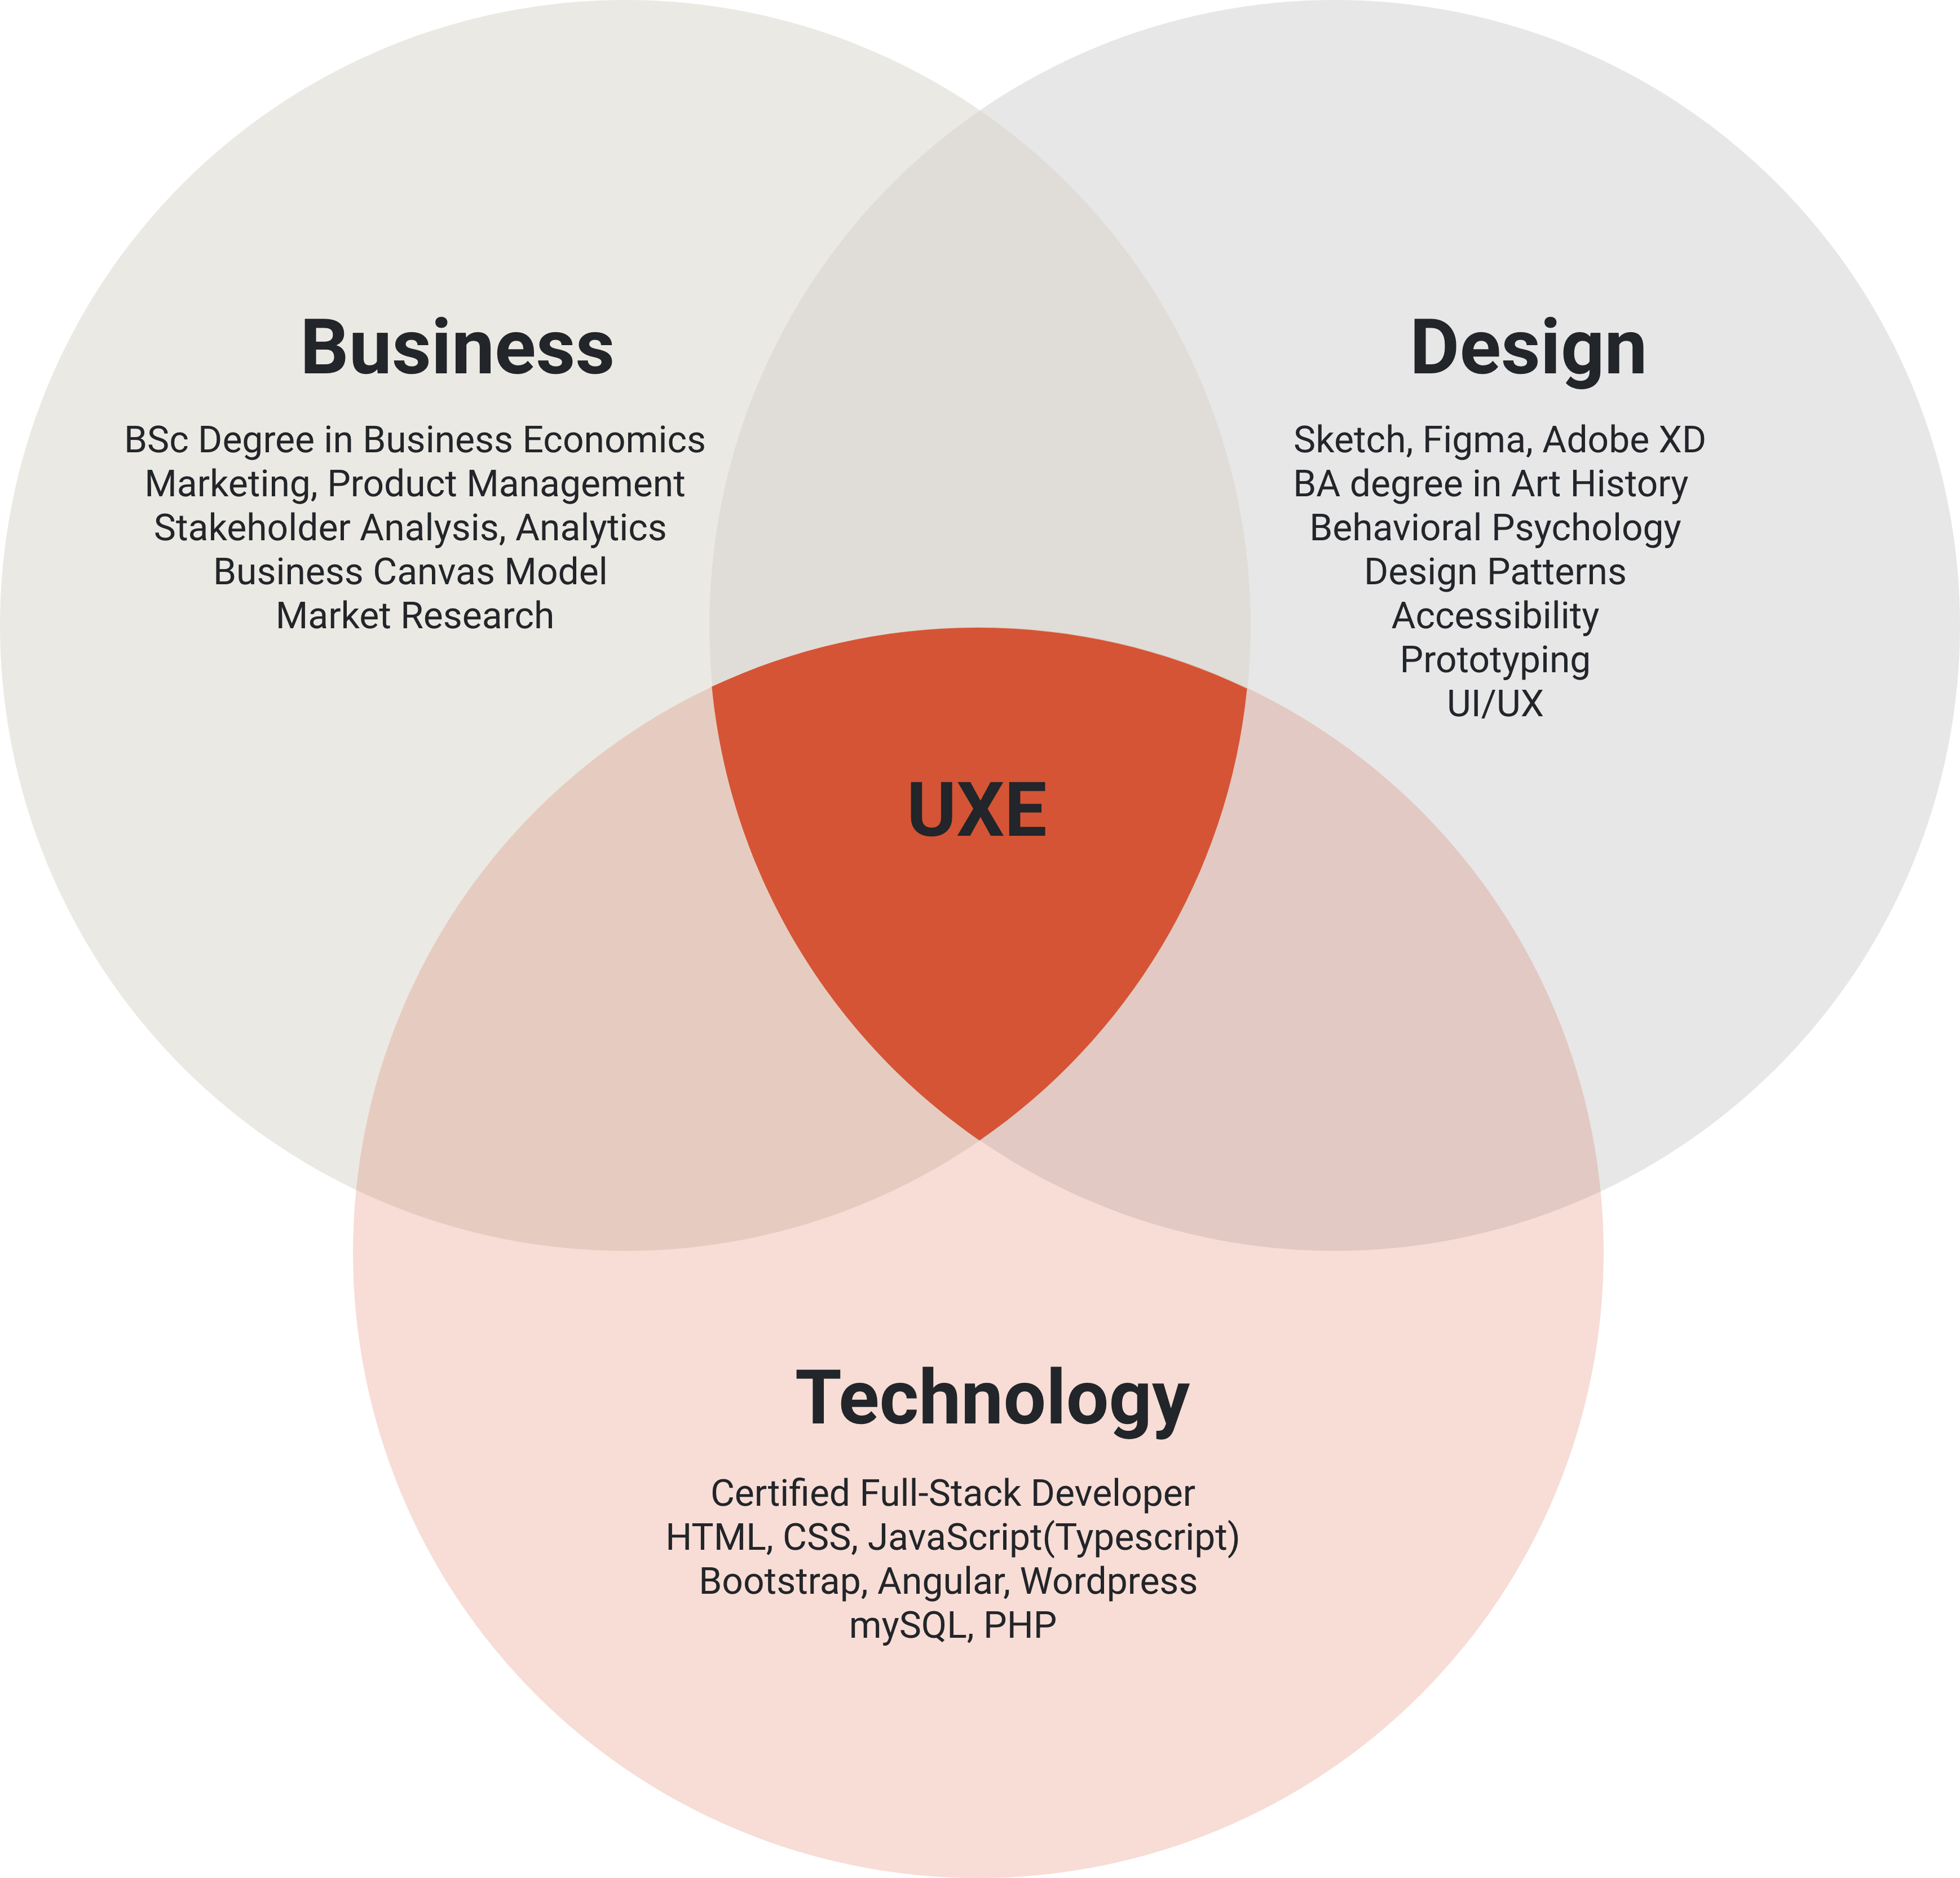 Business
BSc Degree in Business Economics
Marketing, Product Management
Stakeholder Analysis, Analytics
Business Canvas Model
Market Research
Design
Sketch, Figma, Adobe XD
BA degree in Art History
Behavioral Psychology
Design Patterns
Accessibility
Prototyping
UI/UX
UXE
Technology
Certified Full-Stack Developer
HTML, CSS, JavaScript(Typescript)
Bootstrap, Angular, Wordpress
mySQL, PHP